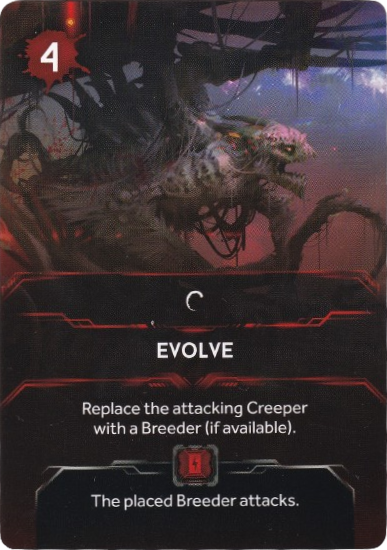 4
EVOLVE
Replace the attacking Creeper
with a Breeder (if available).
The placed Breeder attacks.